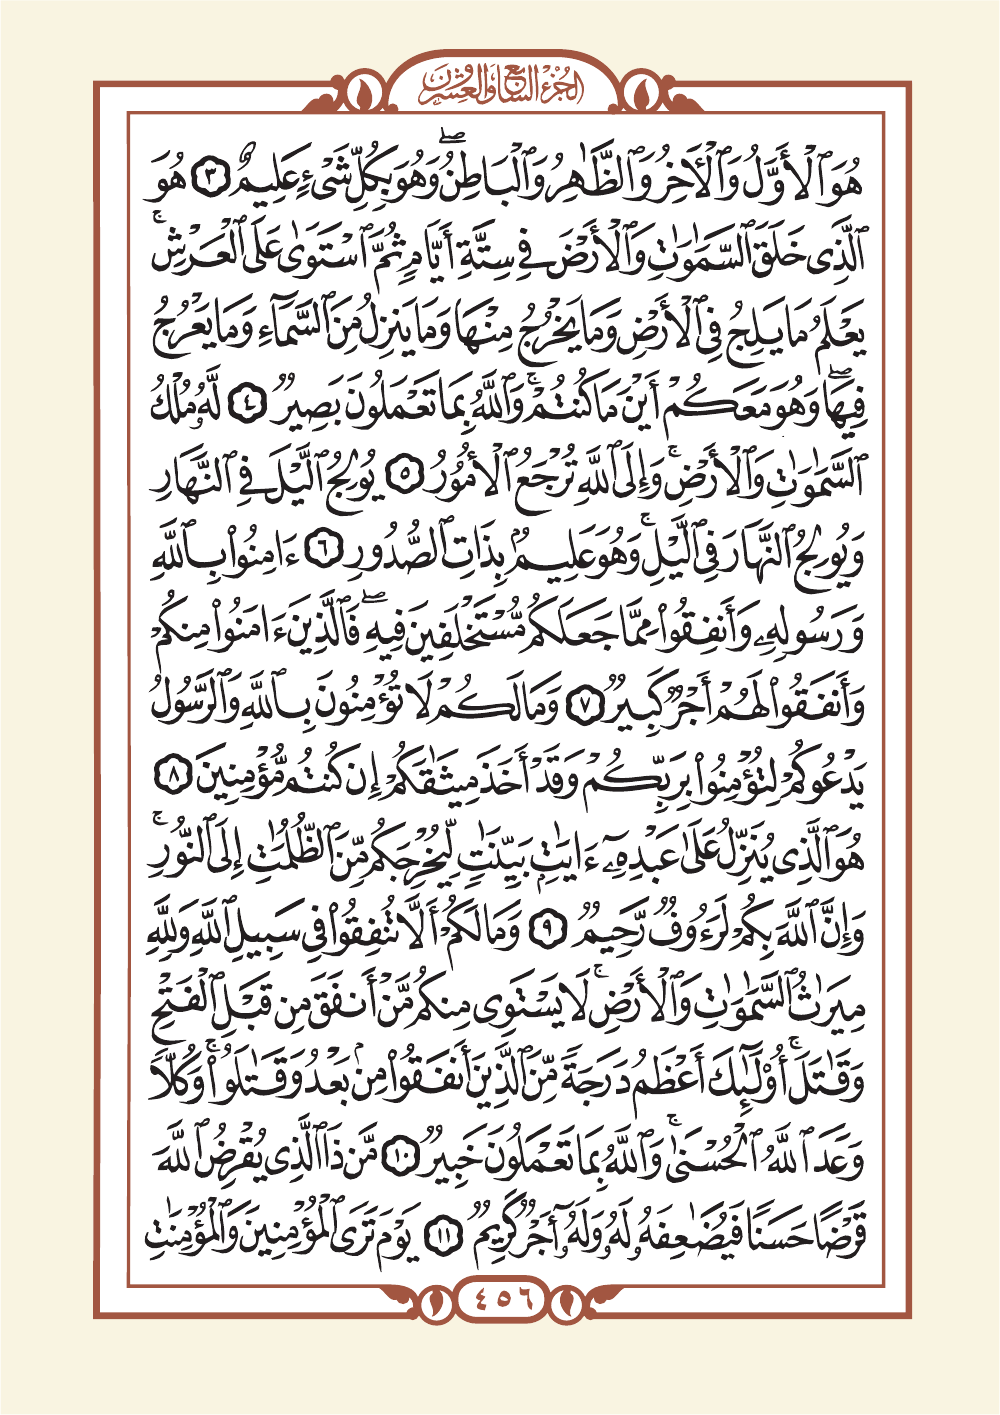 الجزء السابع والعشرون
هُوَ ٱلْأَوَّلُ وَٱلْأَخِرُ وَٱلظَّٰهِرُ وَٱلْبَاطِنُ ۖ وَهُوَ بِكُلِّ شَىْءٍ عَلِيمٌ ٣ هُوَ
ٱلَّذِى خَلَقَ ٱلسَّمَٰوَٰتِ وَٱلْأَرْضَ فِى سِتَّةِ أَيَّامٍ ثُمَّ ٱسْتَوَىٰ عَلَى ٱلْعَرْشِ ۚ
يَعْلَمُ مَا يَلِجُ فِى ٱلْأَرْضِ وَمَا يَخْرُجُ مِنْهَا وَمَا يَنزِلُ مِنَ ٱلسَّمَآءِ وَمَا يَعْرُجُ
فِيهَا ۖ وَهُوَ مَعَكُمْ أَيْنَ مَا كُنتُمْ ۚ وَٱللَّهُ بِمَا تَعْمَلُونَ بَصِيرٌ ٤ لَّهُۥ مُلْكُ
ٱلسَّمَٰوَٰتِ وَٱلْأَرْضِ ۚ وَإِلَى ٱللَّهِ تُرْجَعُ ٱلْأُمُورُ ٥ يُولِجُ ٱلَّيْلَ فِى ٱلنَّهَارِ
وَيُولِجُ ٱلنَّهَارَ فِى ٱلَّيْلِ ۚ وَهُوَ عَلِيمٌۢ بِذَاتِ ٱلصُّدُورِ ٦ ءَامِنُوا۟ بِٱللَّهِ
وَرَسُولِهِۦ وَأَنفِقُوا۟ مِمَّا جَعَلَكُم مُّسْتَخْلَفِينَ فِيهِ ۖ فَٱلَّذِينَ ءَامَنُوا۟ مِنكُمْ
وَأَنفَقُوا۟ لَهُمْ أَجْرٌ كَبِيرٌ ٧ وَمَا لَكُمْ لَا تُؤْمِنُونَ بِٱللَّهِ وَٱلرَّسُولُ
يَدْعُوكُمْ لِتُؤْمِنُوا۟ بِرَبِّكُمْ وَقَدْ أَخَذَ مِيثَٰقَكُمْ إِن كُنتُم مُّؤْمِنِينَ ٨
هُوَ ٱلَّذِى يُنَزِّلُ عَلَىٰ عَبْدِهِۦٓ ءَايَٰتٍۭ بَيِّنَٰتٍ لِّيُخْرِجَكُم مِّنَ ٱلظُّلُمَٰتِ إِلَى ٱلنُّورِ ۚ
وَإِنَّ ٱللَّهَ بِكُمْ لَرَءُوفٌ رَّحِيمٌ ٩ وَمَا لَكُمْ أَلَّا تُنفِقُوا۟ فِى سَبِيلِ ٱللَّهِ وَلِلَّهِ
مِيرَٰثُ ٱلسَّمَٰوَٰتِ وَٱلْأَرْضِ ۚ لَا يَسْتَوِى مِنكُم مَّنْ أَنفَقَ مِن قَبْلِ ٱلْفَتْحِ
وَقَٰتَلَ ۚ أُو۟لَٰٓئِكَ أَعْظَمُ دَرَجَةً مِّنَ ٱلَّذِينَ أَنفَقُوا۟ مِنۢ بَعْدُ وَقَٰتَلُوا۟ ۚ وَكُلًّا
وَعَدَ ٱللَّهُ ٱلْحُسْنَىٰ ۚ وَٱللَّهُ بِمَا تَعْمَلُونَ خَبِيرٌ ١٠ مَّن ذَا ٱلَّذِى يُقْرِضُ ٱللَّهَ
قَرْضًا حَسَنًا فَيُضَٰعِفَهُۥ لَهُۥ وَلَهُۥٓ أَجْرٌ كَرِيمٌ ١١ يَوْمَ تَرَى ٱلْمُؤْمِنِينَ وَٱلْمُؤْمِنَٰتِ
٤٥٦